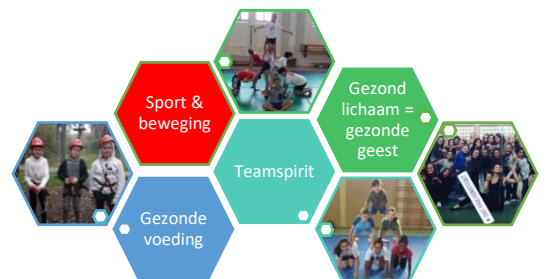 Sport &
beweging
Gezond
lichaam =
gezonde
geest
Teamspirit
Gezonde
voeding